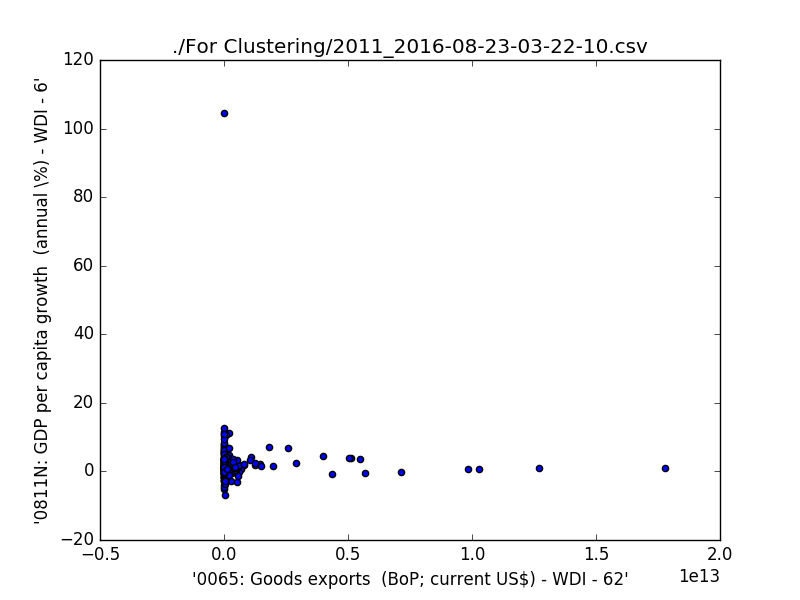 ./For Clustering/2011_2016-08-23-03-22-10.csv
120
100
80
60
40
20
0
−20
'0811N: GDP per capita growth  (annual \%) - WDI - 6'
−0.5 0.0 0.5 1.0 1.5 2.0
1e13
'0065: Goods exports  (BoP; current US$) - WDI - 62'